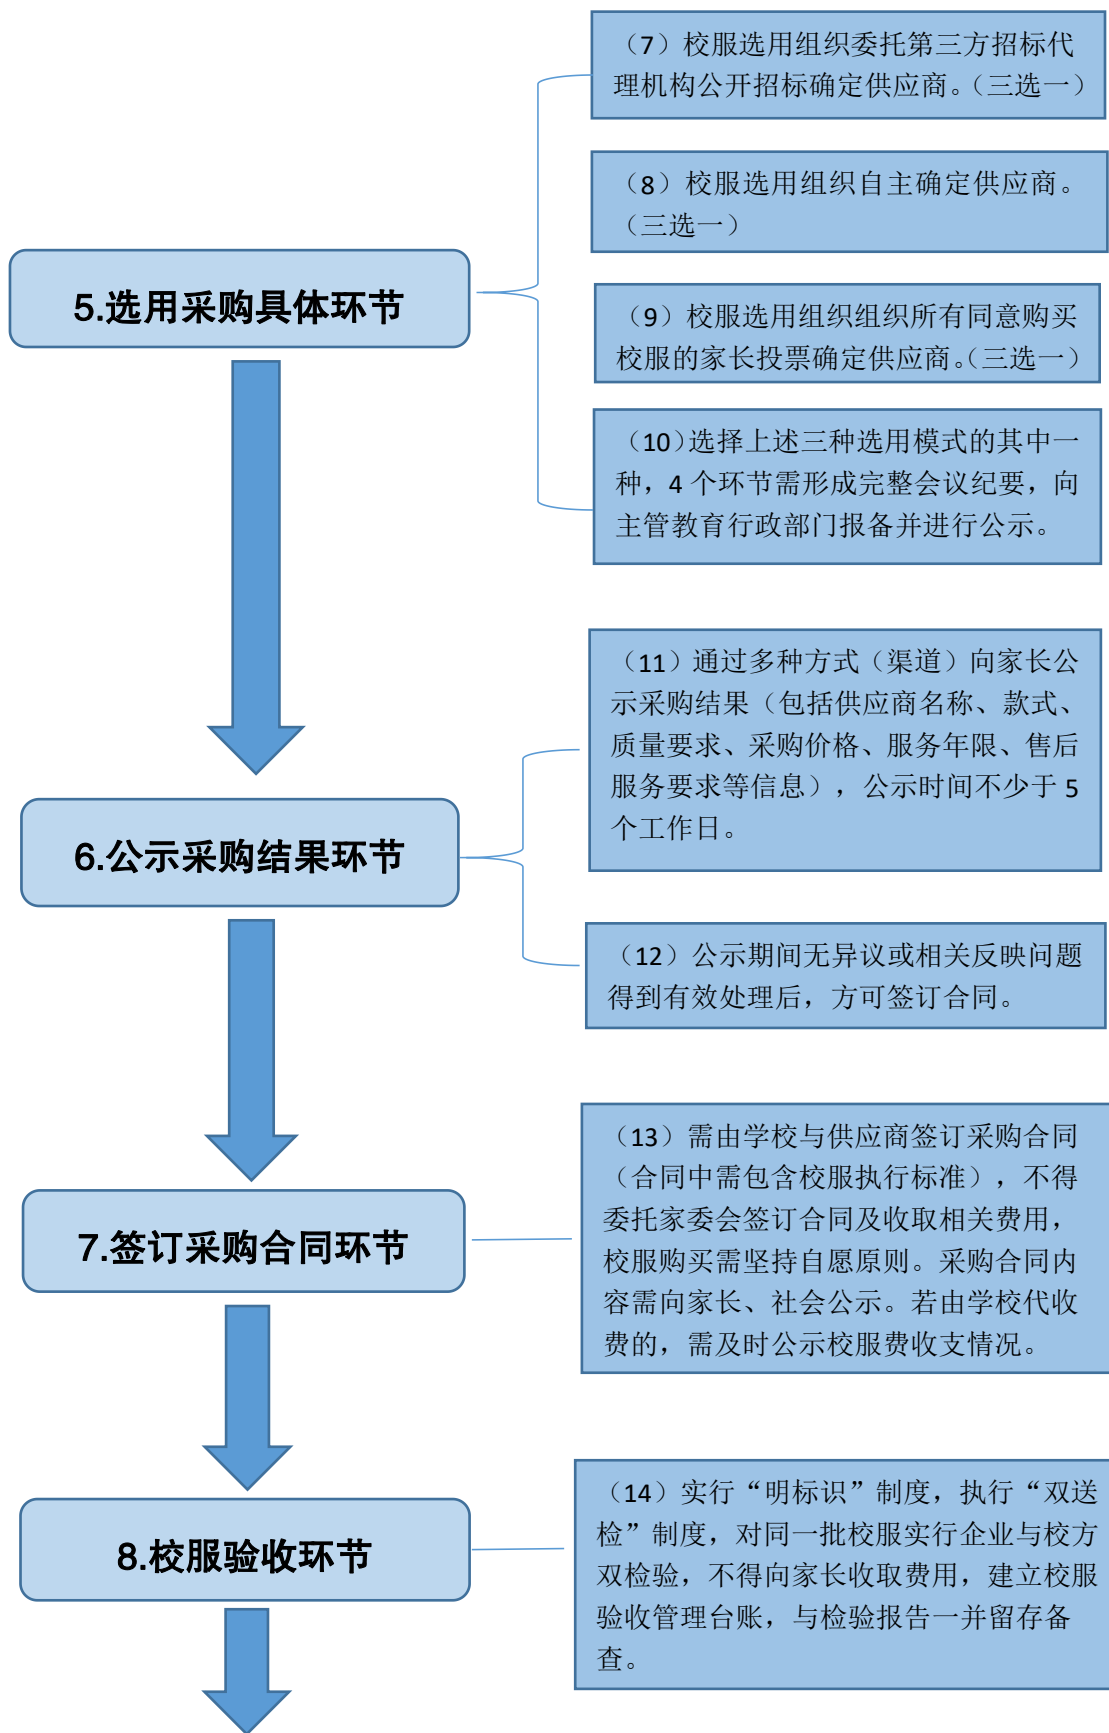 （7）校服选用组织委托第三方招标代
理机构公开招标确定供应商。（三选一）
（8）校服选用组织自主确定供应商。
（三选一）
5.选用采购具体环节
（9）校服选用组织组织所有同意购买
校服的家长投票确定供应商。（三选一）
（10）选择上述三种选用模式的其中一
种，4 个环节需形成完整会议纪要，向
主管教育行政部门报备并进行公示。
（11）通过多种方式（渠道）向家长公
示采购结果（包括供应商名称、款式、
质量要求、采购价格、服务年限、售后
服务要求等信息），公示时间不少于 5
个工作日。
6.公示采购结果环节
（12）公示期间无异议或相关反映问题
得到有效处理后，方可签订合同。
（13）需由学校与供应商签订采购合同
（合同中需包含校服执行标准），不得
委托家委会签订合同及收取相关费用，
校服购买需坚持自愿原则。采购合同内
容需向家长、社会公示。若由学校代收
费的，需及时公示校服费收支情况。
7.签订采购合同环节
（14）实行“明标识”制度，执行“双送
检”制度，对同一批校服实行企业与校方
双检验，不得向家长收取费用，建立校服
验收管理台账，与检验报告一并留存备
查。
8.校服验收环节